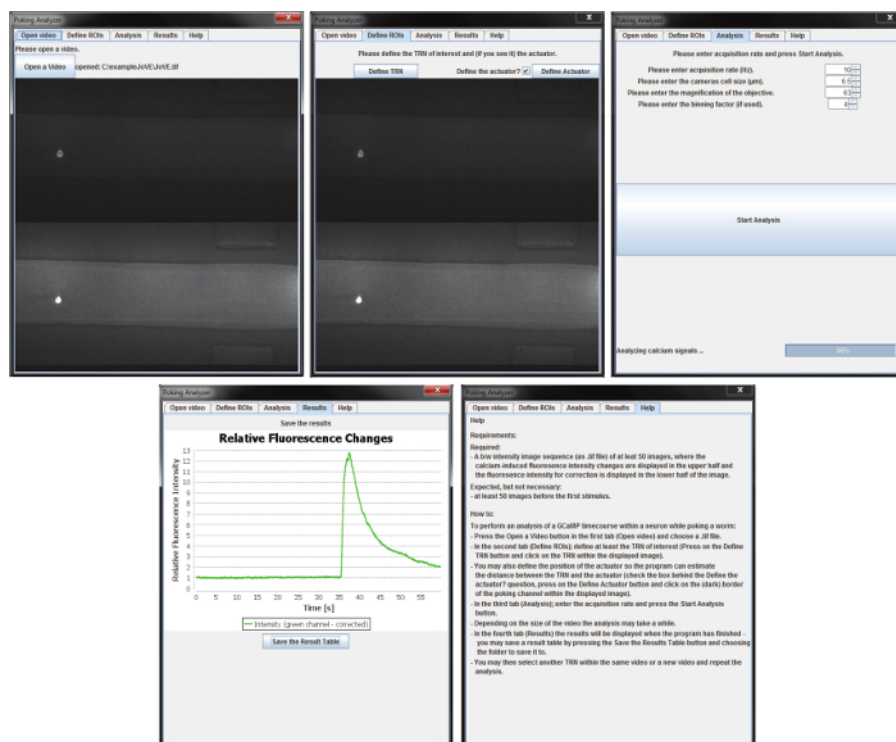 Poking Analyzer
Open video Define ROIs Analysis Results Help
Please open a video.
Open a Video opened: C:\exampleJoVE\JoVE.tif
Poking Analyzer
Open video Define ROIs Analysis Results Help
Please define the TRN of interest and (if you see it) the actuator.
Define TRN Define the actuator? Define Actuator
Poking Analyzer
Open video Define ROIs Analysis Results Help
Please enter acquisition rate and press Start Analysis.
Please enter acquisition rate (Hz). 10
Please enter the cameras cell size (µm). 6.5
Please enter the magnification of the objective. 63
Please enter the binning factor (if used). 4
Start Analysis
Analyzing calcium signals ...
Poking Analyzer
Open video Define ROIs Analysis Results Help
Save the results
Relative Fluorescence Changes
Relative Fluorescence Intensity
13
12
11
10
9
8
7
6
5
4
3
2
1
0
0 5 10 15 20 25 30 35 40 45 50 55
Time [s]
Intensity (green channel - corrected)
Save the Result Table
Poking Analyzer
Open video Define ROIs Analysis Results Help
Help
Requirements:
Required:
- A b/w intensity image sequence (as .tif file) of at leat 50 images, where the
calcium-induced fluoresence intensity changes are displayed in the upper half and
the fluoresence intensity for correction is displayed in the lower half of the image.
Expected, but not necessary:
- at least 50 images before the first stimulus.
How to:
To perform an analysis of a GCaMP timecourse within a neuron while poking a worm:
- Press the Open a Video button in the first tab (Open video) and choose a .tif file.
- In the second tab (Define ROIs); define at least the TRN of interest (Press on the Define
TRN button and click on the TRN within the displayed image).
- You may also define the position of the actuator so the program can estimate
the distance between the TRN and the actuator (check the box behind the Define the
actuator? question, press on the Define Actuator button and click on the (dark) border
of the poking channel within the displayed image).
- In the third tab (Analysis); enter the acquisition rate and press the Start Analysis
button.
- Depending on the size of the video the analysis may take a while.
- In the fourth tab (Results) the results will be displayed when the program has finished -
you may save a result table by pressing the Save the Results Table button and choosing
the folder to save it to.
- You may then select another TRN within the same video or a new video and repeat the
analysis.